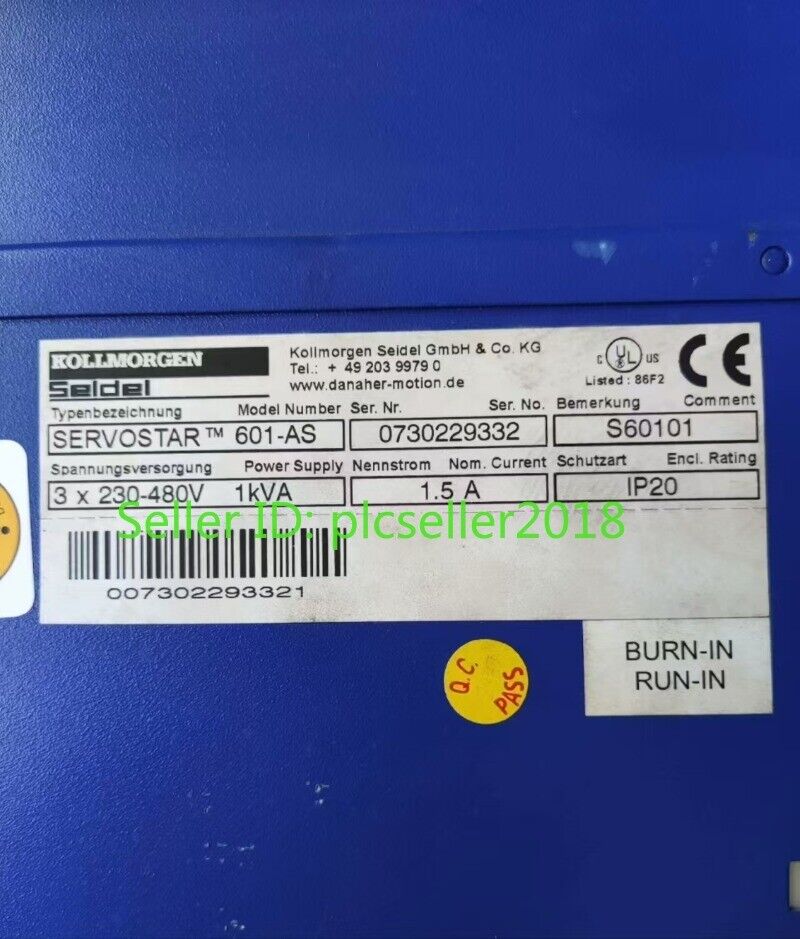 KOLLMORGEN
Seidel
Kollmorgen Seidel GmbH & Co. KG
Tel.: + 49 203 9979 0
www.danaher-motion.de
C UL US
Listed : 86F2
CE
Typenbezeichnung Model Number Ser. Nr. Ser. No. Bemerkung Comment
SERVOSTAR™ 601-AS 0730229332 S60101
Spannungsversorgung Power Supply Nennstrom Nom. Current Schutzart Encl. Rating
3 x 230-480V 1kVA 1.5 A IP20
Seller ID: plcseller2018
007302293321
Q.C.
PASS
BURN-IN
RUN-IN